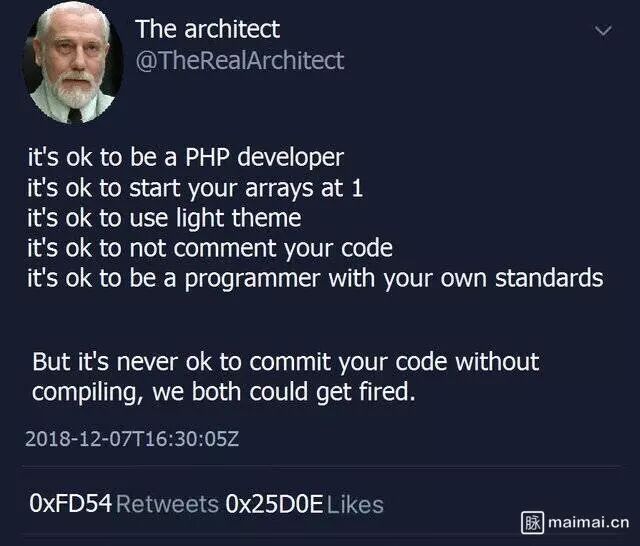 The architect
@TheRealArchitect
it's ok to be a PHP developer
it's ok to start your arrays at 1
it's ok to use light theme
it's ok to not comment your code
it's ok to be a programmer with your own standards
But it's never ok to commit your code without
compiling, we both could get fired.
2018-12-07T16:30:05Z
0xFD54 Retweets 0x25D0E Likes
脉 maimai.cn